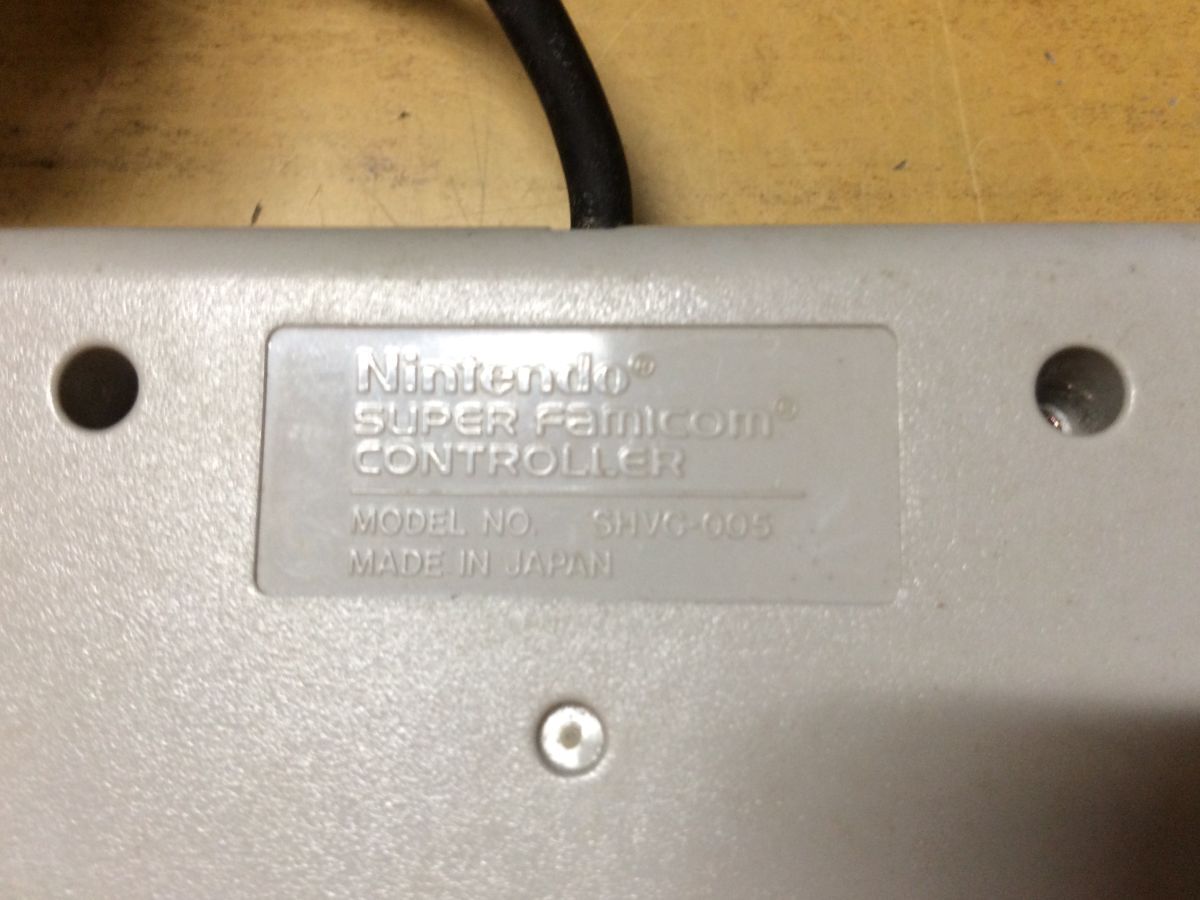 Nintendo®
SUPER Famicom®
CONTROLLER
MODEL NO. SHVC-005
MADE IN JAPAN